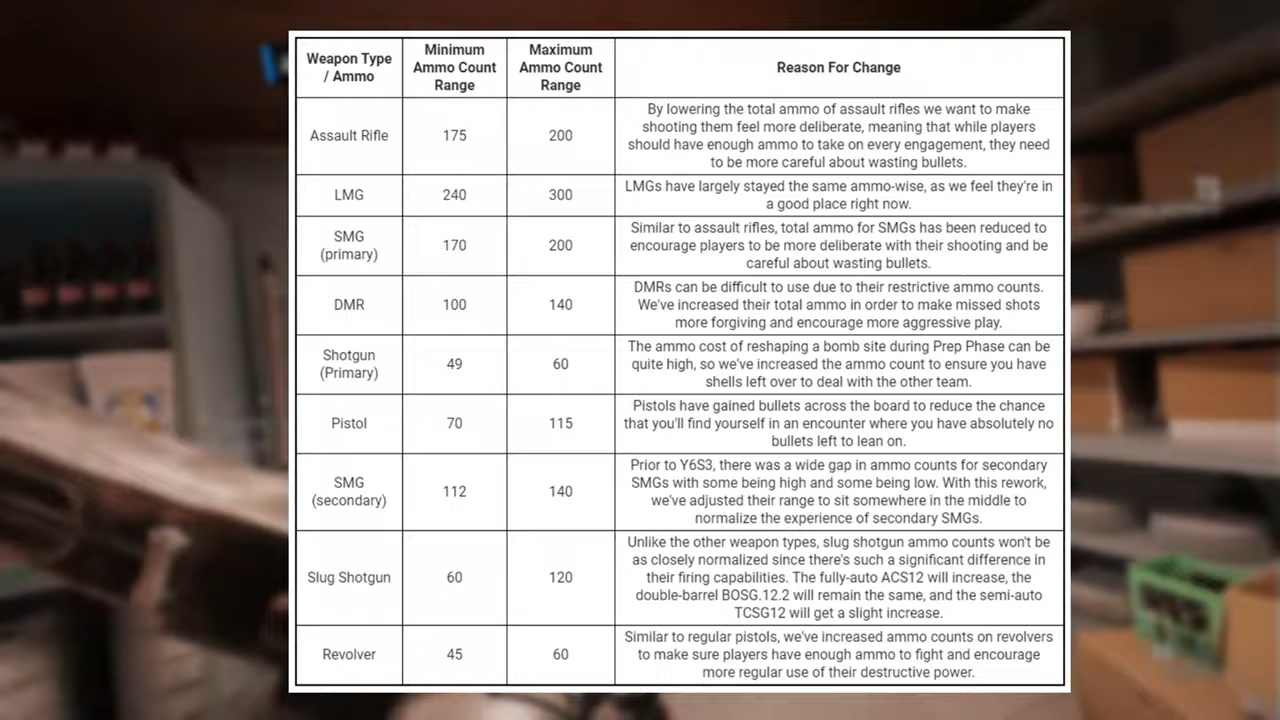 Weapon Type
/ Ammo
Minimum
Ammo Count
Range
Maximum
Ammo Count
Range
Reason For Change
Assault Rifle
175
200
By lowering the total ammo of assault rifles we want to make
shooting them feel more deliberate, meaning that while players
should have enough ammo to take on every engagement, they need
to be more careful about wasting bullets.
LMG
240
300
LMGs have largely stayed the same ammo-wise, as we feel they're in
a good place right now.
SMG
(primary)
170
200
Similar to assault rifles, total ammo for SMGs has been reduced to
encourage players to be more deliberate with their shooting and be
careful about wasting bullets.
DMR
100
140
DMRs can be difficult to use due to their restrictive ammo counts.
We've increased their total ammo in order to make missed shots
more forgiving and encourage more aggressive play.
Shotgun
(Primary)
49
60
The ammo cost of reshaping a bomb site during Prep Phase can be
quite high, so we've increased the ammo count to ensure you have
shells left over to deal with the other team.
Pistol
70
115
Pistols have gained bullets across the board to reduce the chance
that you'll find yourself in an encounter where you have absolutely no
bullets left to lean on.
SMG
(secondary)
112
140
Prior to Y6S3, there was a wide gap in ammo counts for secondary
SMGs with some being high and some being low. With this rework,
we've adjusted their range to sit somewhere in the middle to
normalize the experience of secondary SMGs.
Slug Shotgun
60
120
Unlike the other weapon types, slug shotgun ammo counts won't be
as closely normalized since there's such a significant difference in
their firing capabilities. The fully-auto ACS12 will increase, the
double-barrel BOSG.12.2 will remain the same, and the semi-auto
TCSG12 will get a slight increase.
Revolver
45
60
Similar to regular pistols, we've increased ammo counts on revolvers
to make sure players have enough ammo to fight and encourage
more regular use of their destructive power.